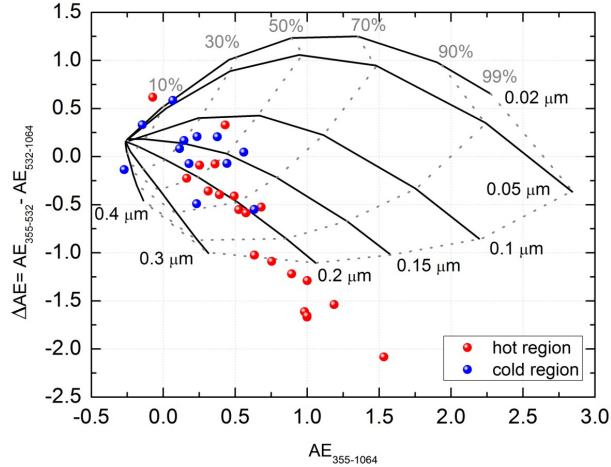 1.5
1.0
0.5
0.0
-0.5
-1.0
-1.5
-2.0
-2.5
ΔAE= AE355-532- AE532-1064
10%
30%
50%
70%
90%
99%
0.02 μm
0.05 μm
0.1 μm
0.15 μm
0.2 μm
0.3 μm
0.4 μm
hot region
cold region
-0.5 0.0 0.5 1.0 1.5 2.0 2.5 3.0
AE355-1064